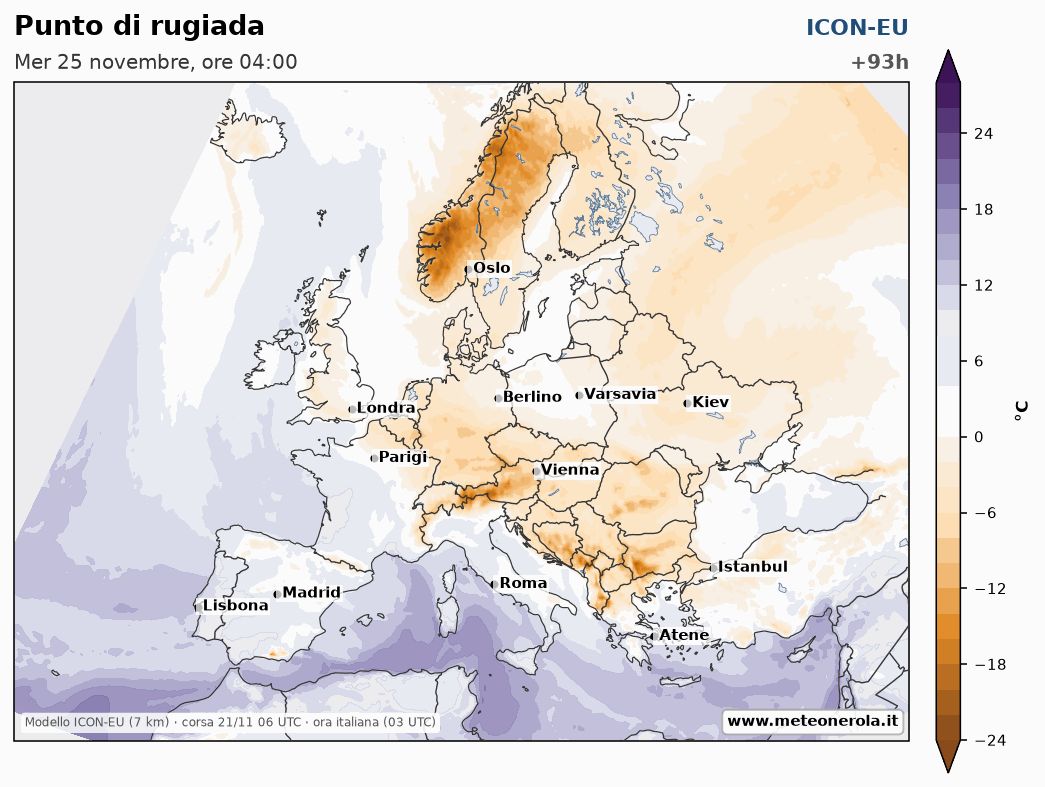 Punto di rugiada
ICON-EU
Mer 25 novembre, ore 04:00
+93h
Oslo
Berlino
Varsavia
Kiev
Londra
Parigi
Vienna
Istanbul
Roma
Madrid
Lisbona
Atene
Modello ICON-EU (7 km) · corsa 21/11 06 UTC · ora italiana (03 UTC)
www.meteonerola.it
24
18
12
6
0
−6
−12
−18
−24
°C